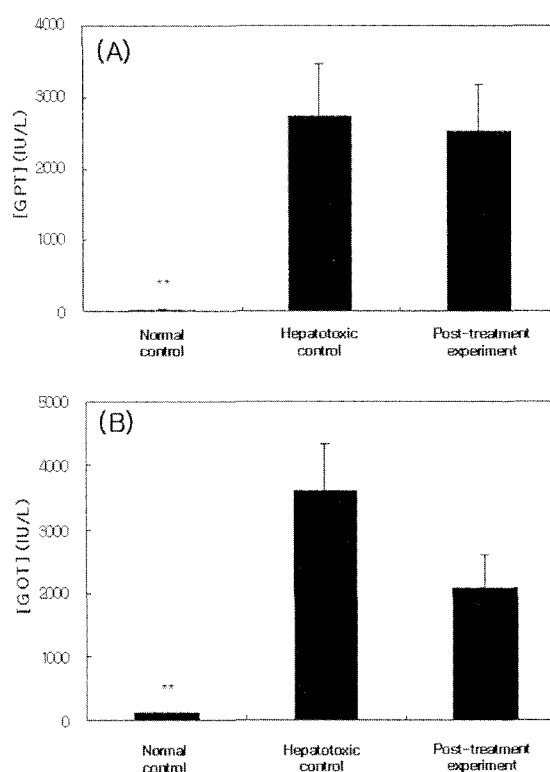 (A)
[GPT] (IU/L)
4000
3000
2000
1000
0
**
Normal
control
Hepatotoxic
control
Post-treatment
experiment
(B)
[GOT] (IU/L)
5000
4000
3000
2000
1000
0
**
Normal
control
Hepatotoxic
control
Post-treatment
experiment